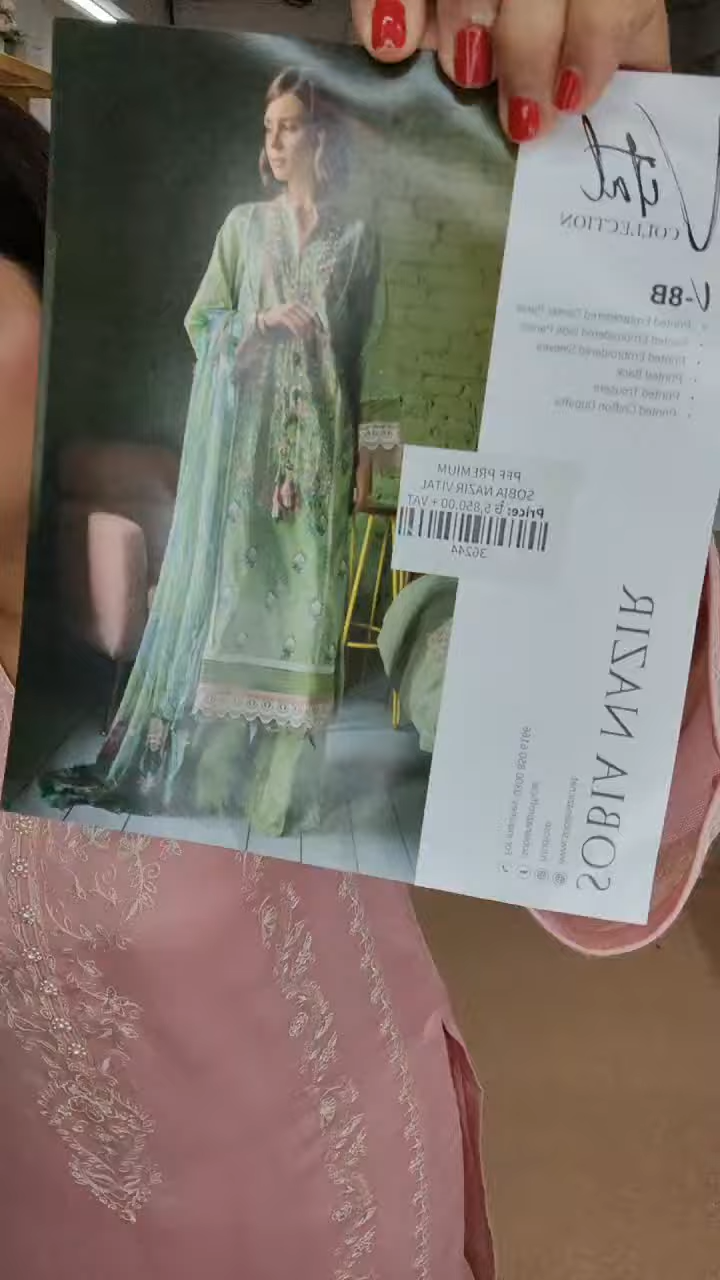 Vital
COLLECTION
V-8B
Printed Embroidered Center Panel
Printed Embroidered Side Panels
Printed Embroidered Sleeves
Printed Back
Printed Trousers
Printed Chiffon Dupatta
PFF PREMIUM
SOBIA NAZIR VITAL
Price: ৳ 5,850.00 + VAT
36244
SOBIA NAZIR